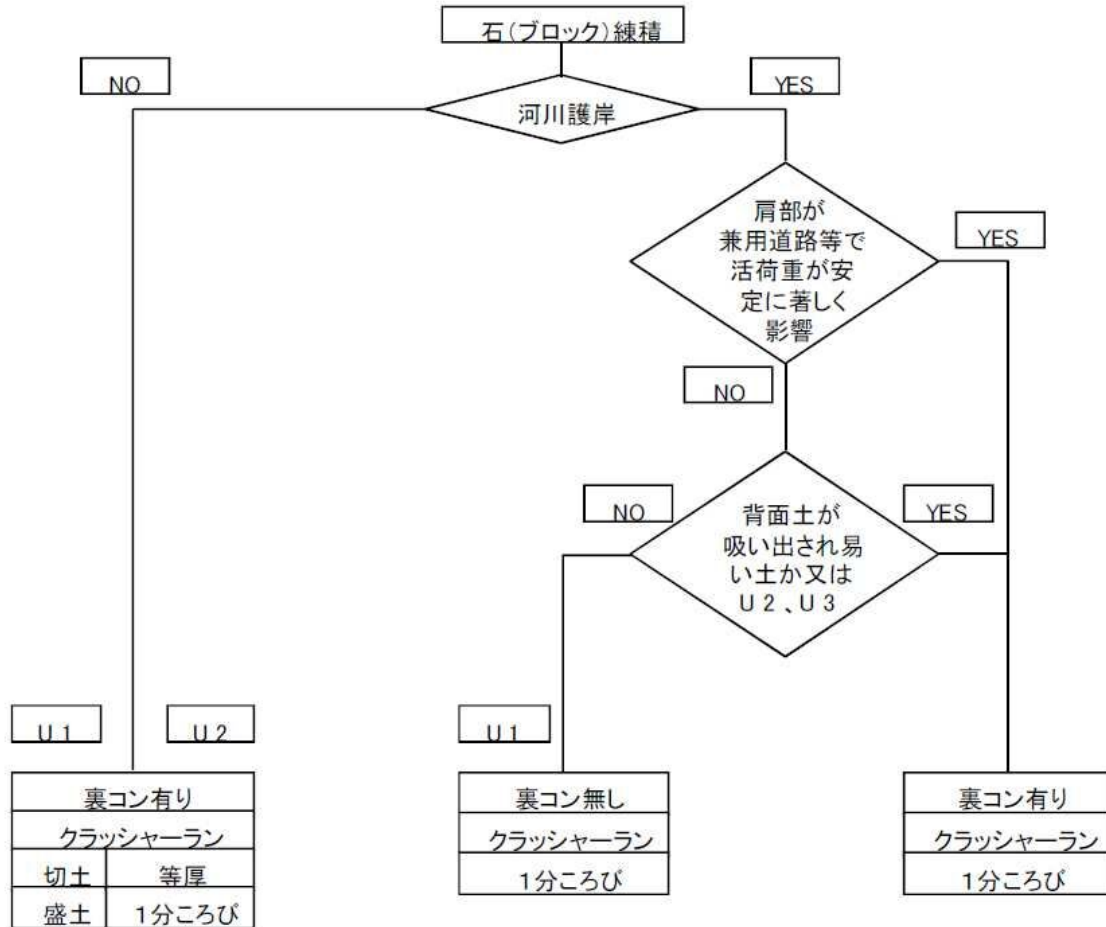 石(ブロック)練積
NO
YES
河川護岸
肩部が
兼用道路等で
活荷重が安
定に著しく
影響
YES
NO
NO
背面土が
吸い出され易
い土か又は
U2、U3
YES
U1
U2
U1
裏コン有り
クラッシャーラン
切土 等厚
盛土 1分ころび
裏コン無し
クラッシャーラン
1分ころび
裏コン有り
クラッシャーラン
1分ころび